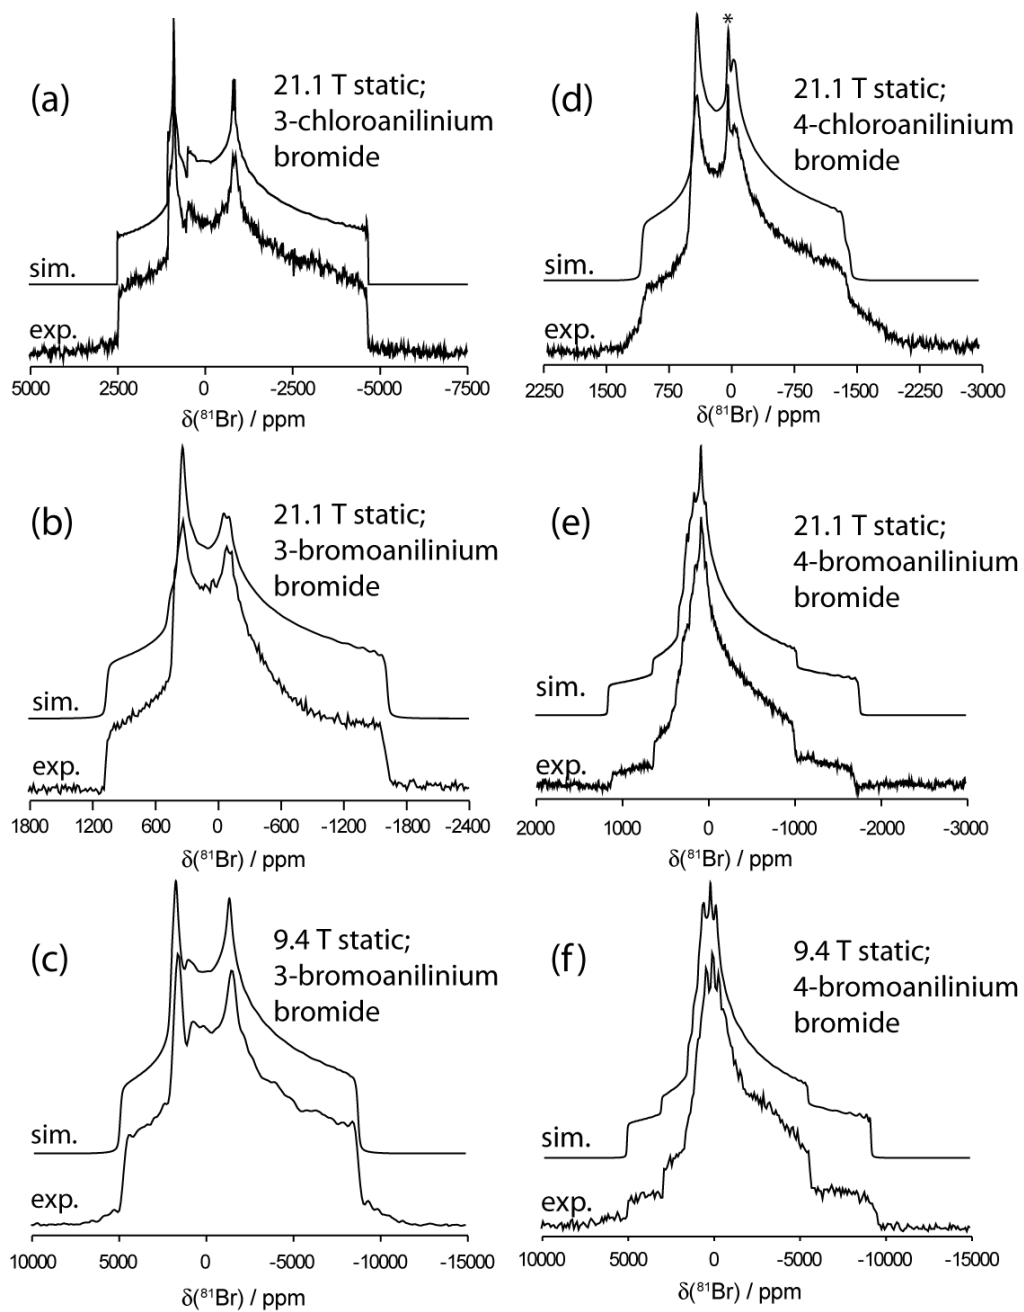 (a)
21.1 T static;
3-chloroanilinium
bromide
sim.
exp.
5000 2500 0 -2500 -5000 -7500
δ(⁸¹Br) / ppm
(b)
21.1 T static;
3-bromoanilinium
bromide
sim.
exp.
1800 1200 600 0 -600 -1200 -1800 -2400
δ(⁸¹Br) / ppm
(c)
9.4 T static;
3-bromoanilinium
bromide
sim.
exp.
10000 5000 0 -5000 -10000 -15000
δ(⁸¹Br) / ppm
(d)
*
21.1 T static;
4-chloroanilinium
bromide
sim.
exp.
2250 1500 750 0 -750 -1500 -2250 -3000
δ(⁸¹Br) / ppm
(e)
21.1 T static;
4-bromoanilinium
bromide
sim.
exp.
2000 1000 0 -1000 -2000 -3000
δ(⁸¹Br) / ppm
(f)
9.4 T static;
4-bromoanilinium
bromide
sim.
exp.
10000 5000 0 -5000 -10000 -15000
δ(⁸¹Br) / ppm